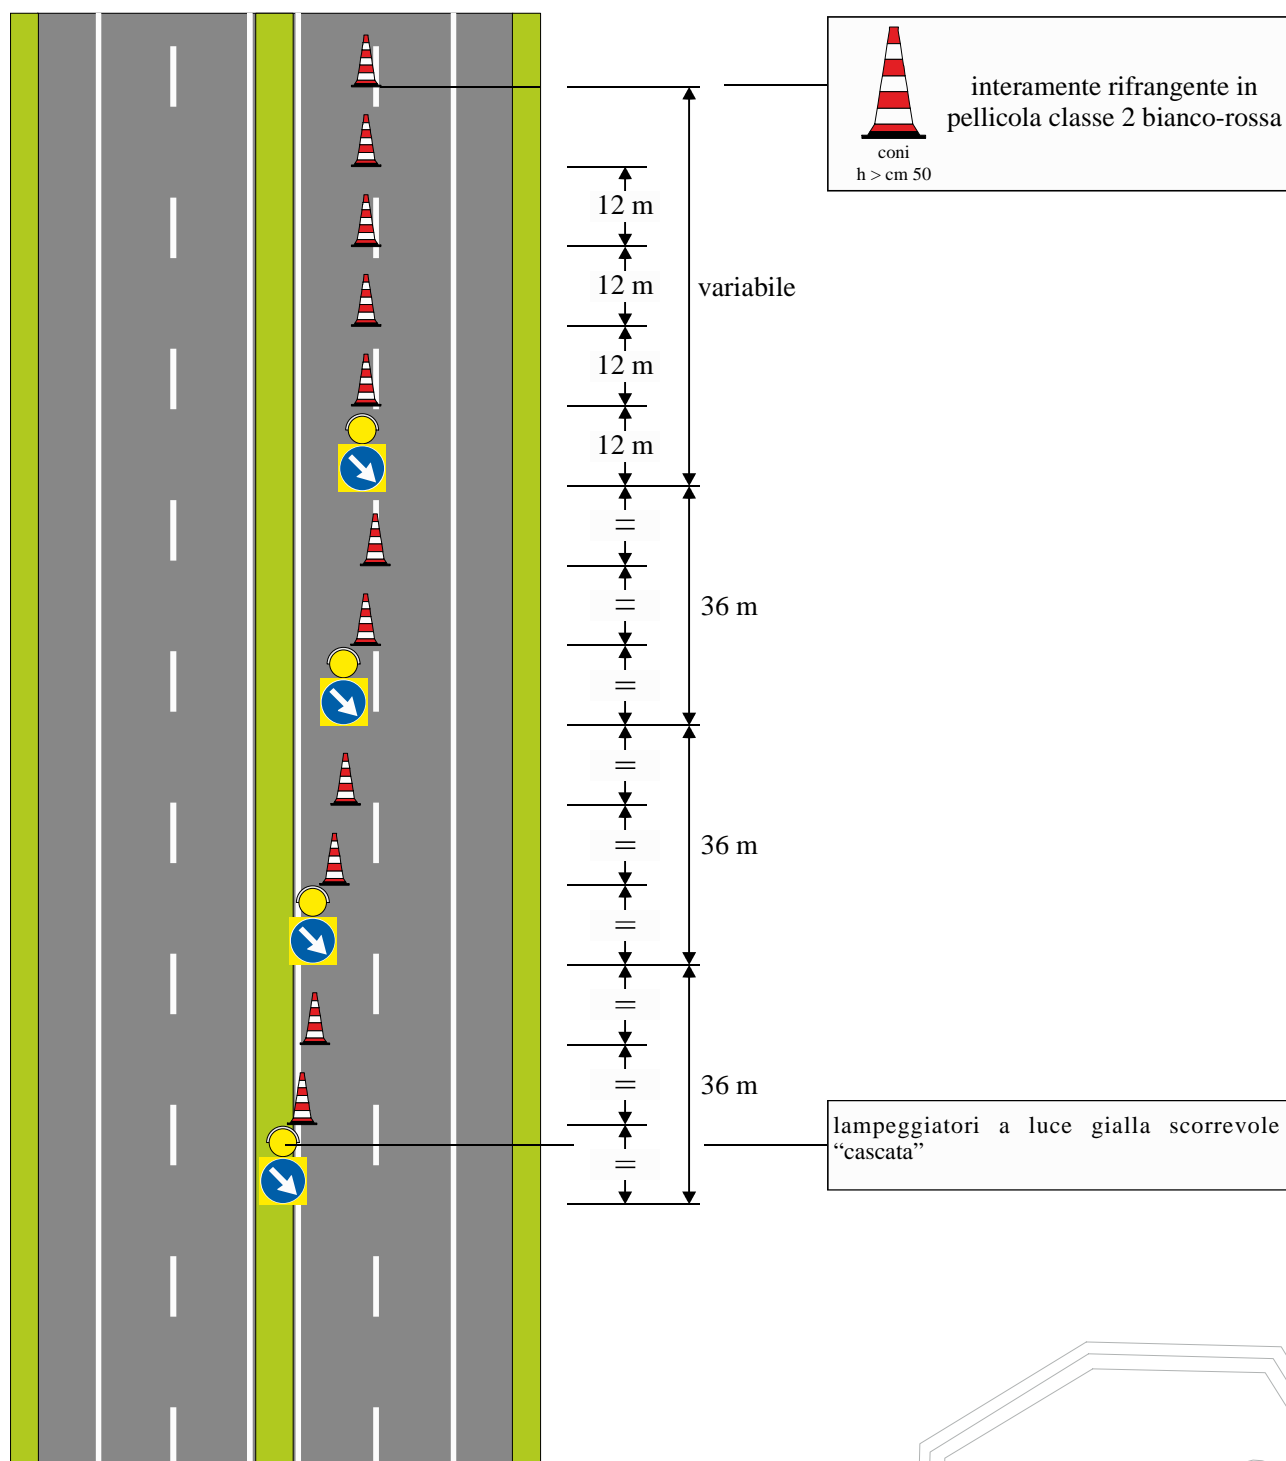 interamente rifrangente in
pellicola classe 2 bianco-rossa
coni
h > cm 50
12 m
12 m
variabile
12 m
12 m
=
=
36 m
=
=
=
36 m
=
=
=
36 m
=
lampeggiatori a luce gialla scorrevole
“cascata”